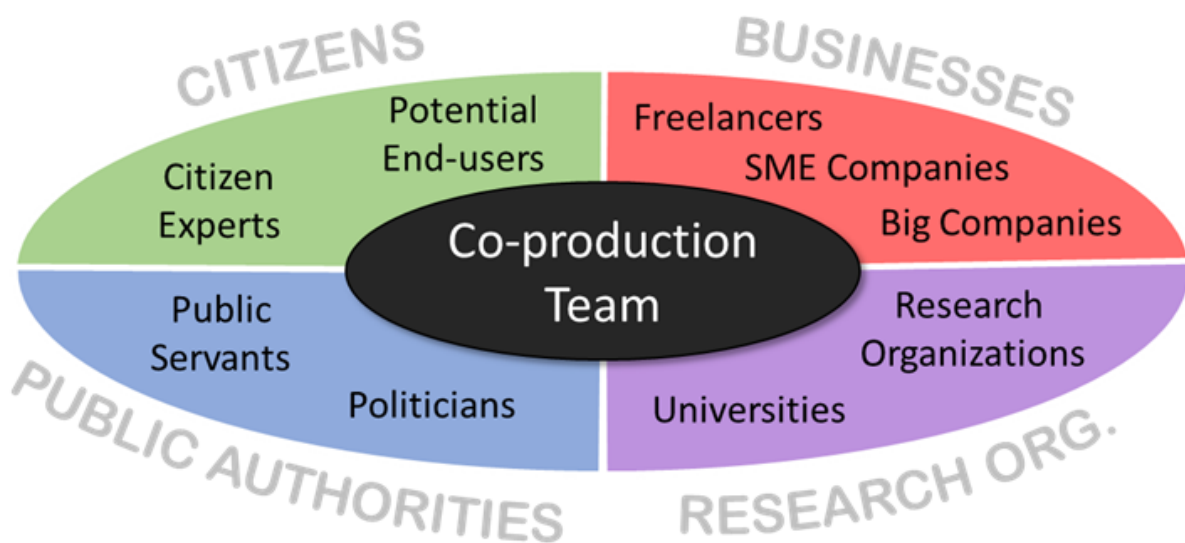 CITIZENS
BUSINESSES
Potential
End-users
Citizen
Experts
Freelancers
SME Companies
Big Companies
Co-production
Team
Public
Servants
Politicians
Research
Organizations
Universities
PUBLIC AUTHORITIES
RESEARCH ORG.